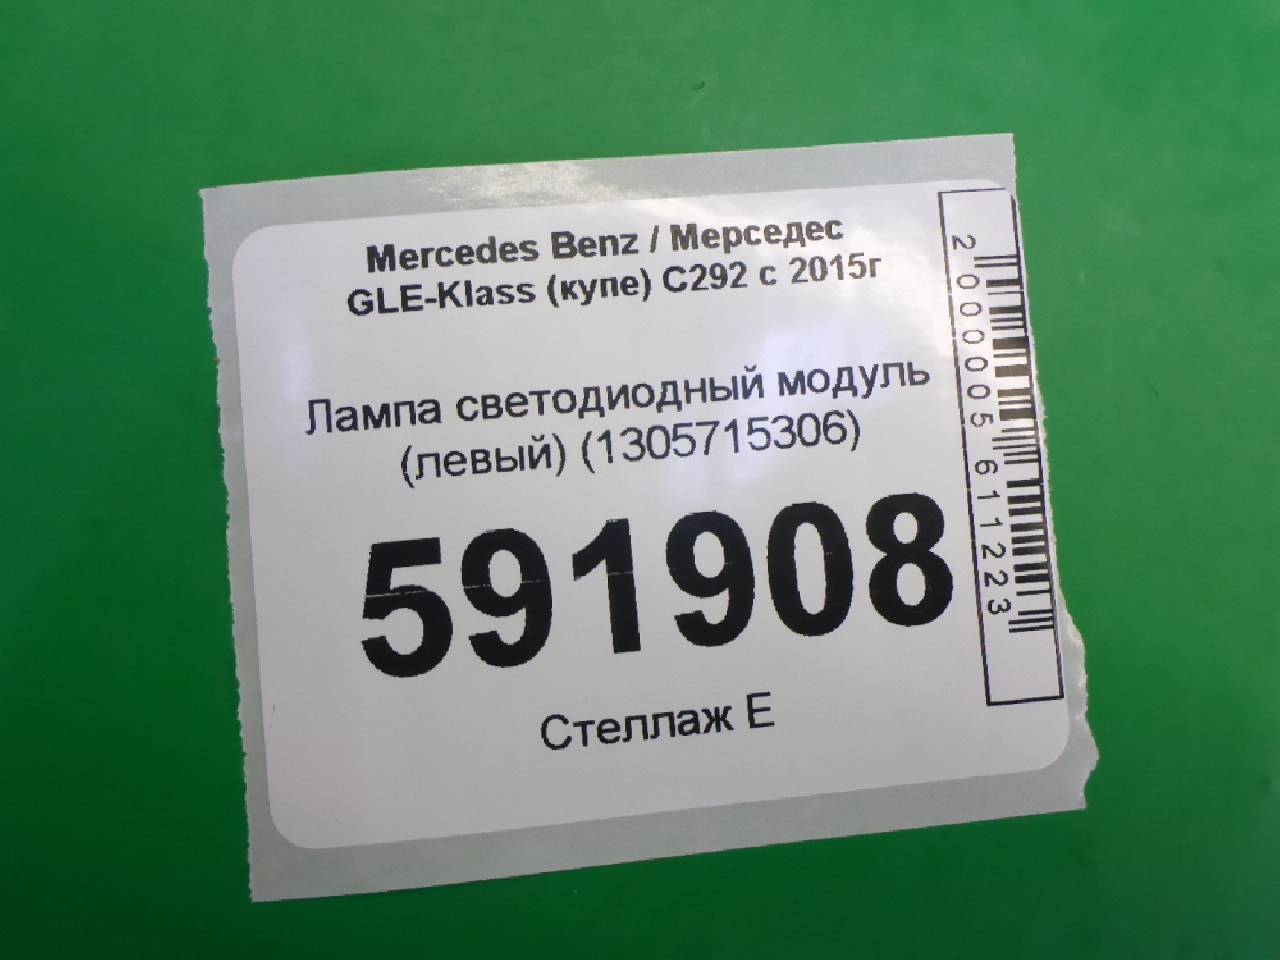 Mercedes Benz / Мерседес
GLE-Klass (купе) C292 с 2015г
Лампа светодиодный модуль
(левый) (1305715306)
591908
Стеллаж Е
2000005611223